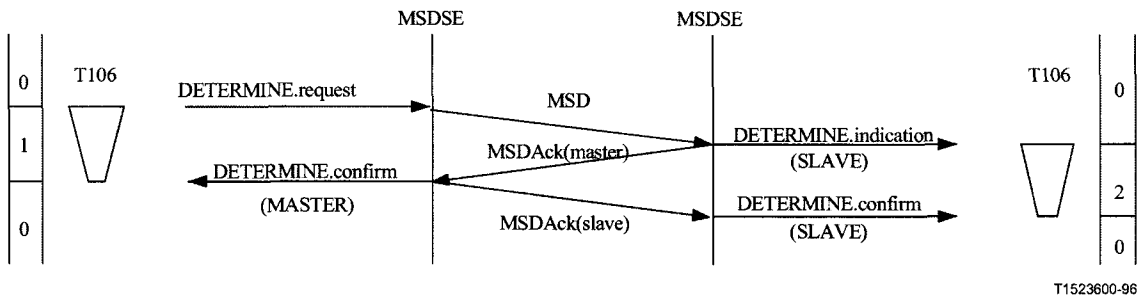 MSDSE MSDSE
T106 T106
0 0
DETERMINE.request
MSD
1
DETERMINE.indication
MSDAck(master)
(SLAVE)
DETERMINE.confirm
2
(MASTER)
DETERMINE.confirm
MSDAck(slave)
0
(SLAVE)
0
T1523600-96